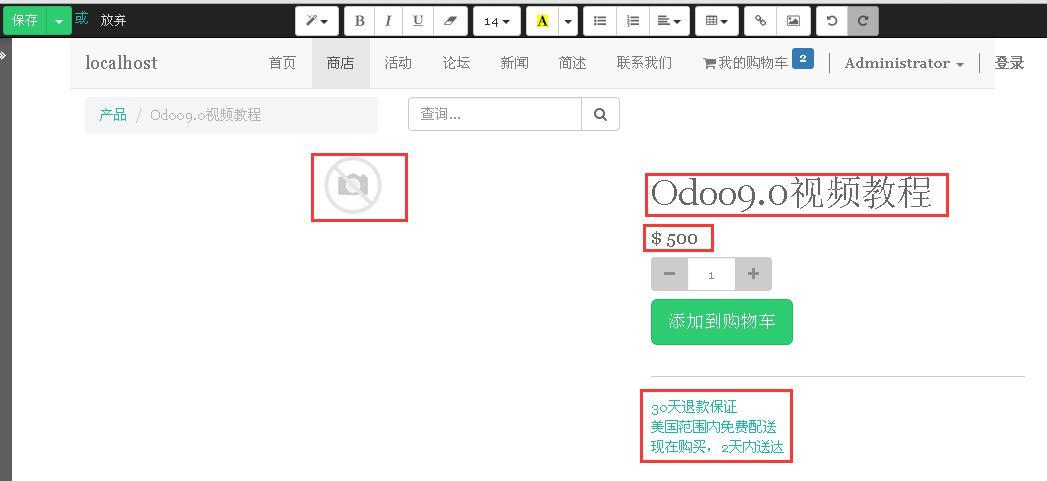 保存 或 放弃 B I U 14 A
localhost 首页 商店 活动 论坛 新闻 简述 联系我们 我的购物车 2 Administrator 登录
产品 / Odoo9.0视频教程 查询...
Odoo9.0视频教程
$ 500
1
添加到购物车
30天退款保证
美国范围内免费配送
现在购买，2天内送达